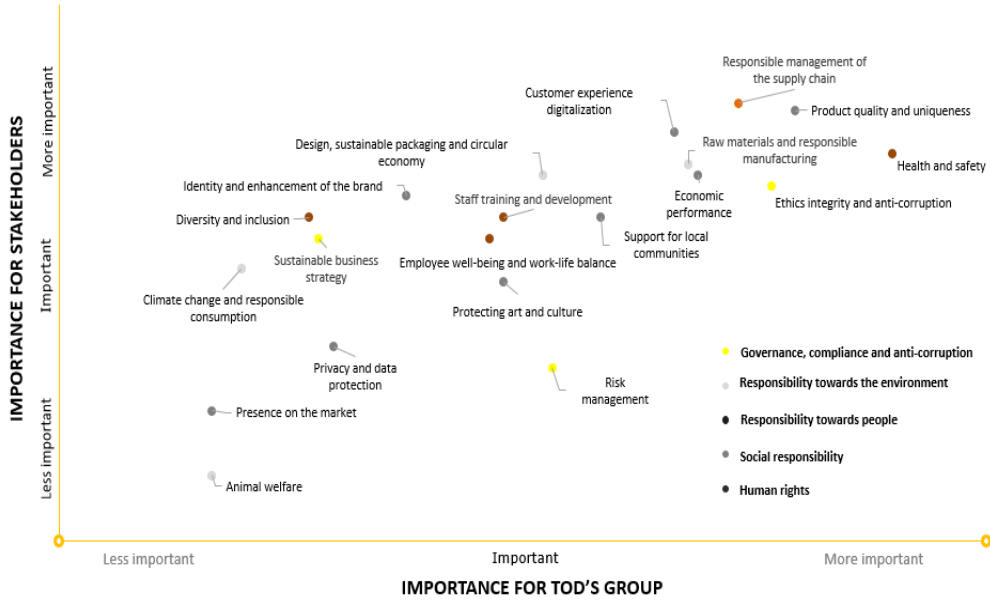 IMPORTANCE FOR STAKEHOLDERS
More important
Important
Less important
Responsible management of
the supply chain
Customer experience
digitalization
Product quality and uniqueness
Design, sustainable packaging and circular
economy
Raw materials and responsible
manufacturing
Health and safety
Identity and enhancement of the brand
Staff training and development
Economic
performance
Ethics integrity and anti-corruption
Diversity and inclusion
Support for local
communities
Sustainable business
strategy
Employee well-being and work-life balance
Climate change and responsible
consumption
Protecting art and culture
Privacy and data
protection
Risk
management
Presence on the market
Animal welfare
Governance, compliance and anti-corruption
Responsibility towards the environment
Responsibility towards people
Social responsibility
Human rights
Less important
Important
More important
IMPORTANCE FOR TOD'S GROUP